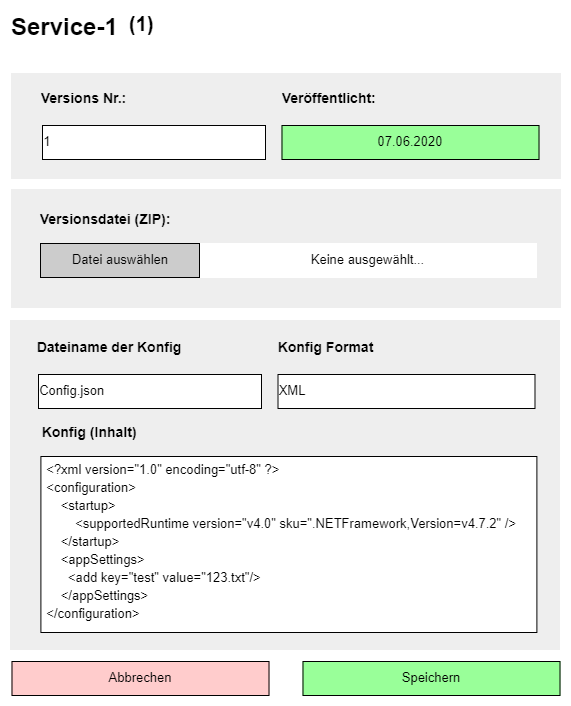 Service-1 (1)
Versions Nr.: Veröffentlicht:
1 07.06.2020
Versionsdatei (ZIP):
Datei auswählen Keine ausgewählt...
Dateiname der Konfig Konfig Format
Config.json XML
Konfig (Inhalt)
<?xml version="1.0" encoding="utf-8" ?>
<configuration>
<startup>
<supportedRuntime version="v4.0" sku=".NETFramework,Version=v4.7.2" />
</startup>
<appSettings>
<add key="test" value="123.txt"/>
</appSettings>
</configuration>
Abbrechen Speichern